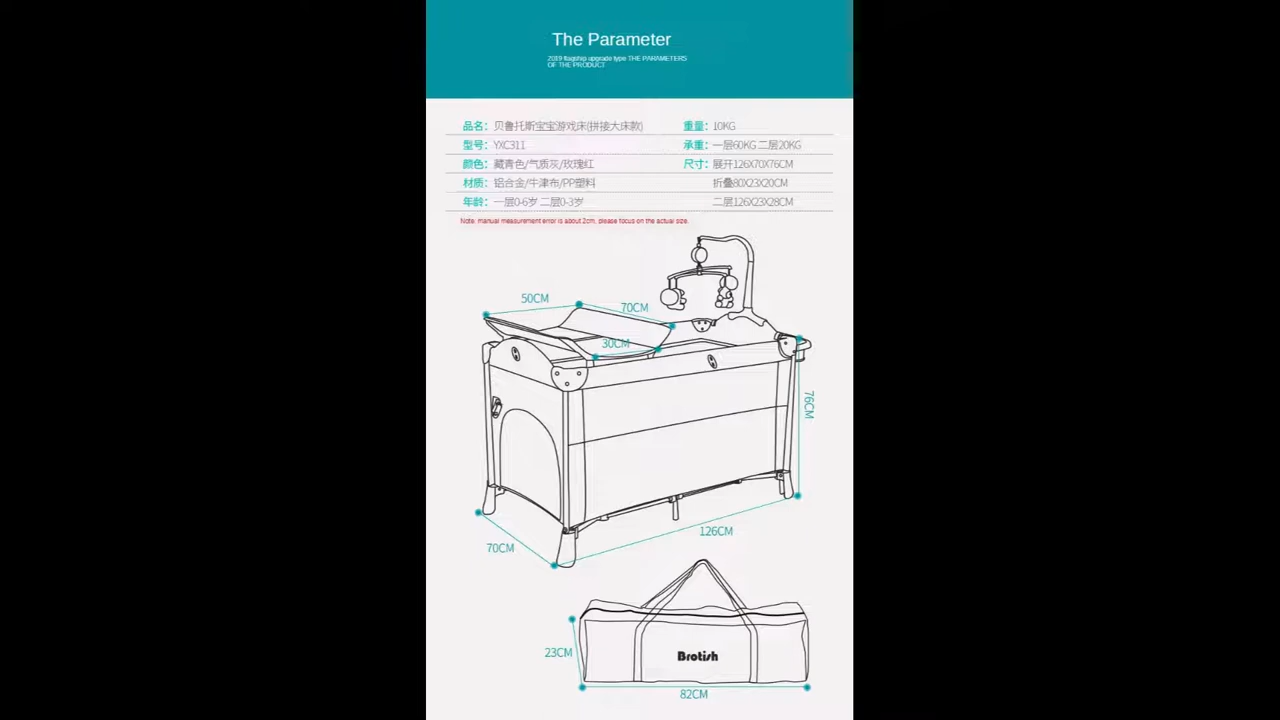 The Parameter
2019 flagship upgrade type THE PARAMETERS
OF THE PRODUCT
品名: 贝鲁托斯宝宝游戏床(拼接大床款) 重量: 10KG
型号: YXC311 承重: 一层60KG 二层20KG
颜色: 藏青色/气质灰/玫瑰红 尺寸: 展开126X70X76CM
材质: 铝合金/牛津布/PP塑料 折叠80X23X20CM
年龄: 一层0-6岁 二层0-3岁 二层126X23X28CM
Note: manual measurement error is about 2cm, please focus on the actual size.
50CM
70CM
30CM
76CM
126CM
70CM
23CM
Brotish
82CM